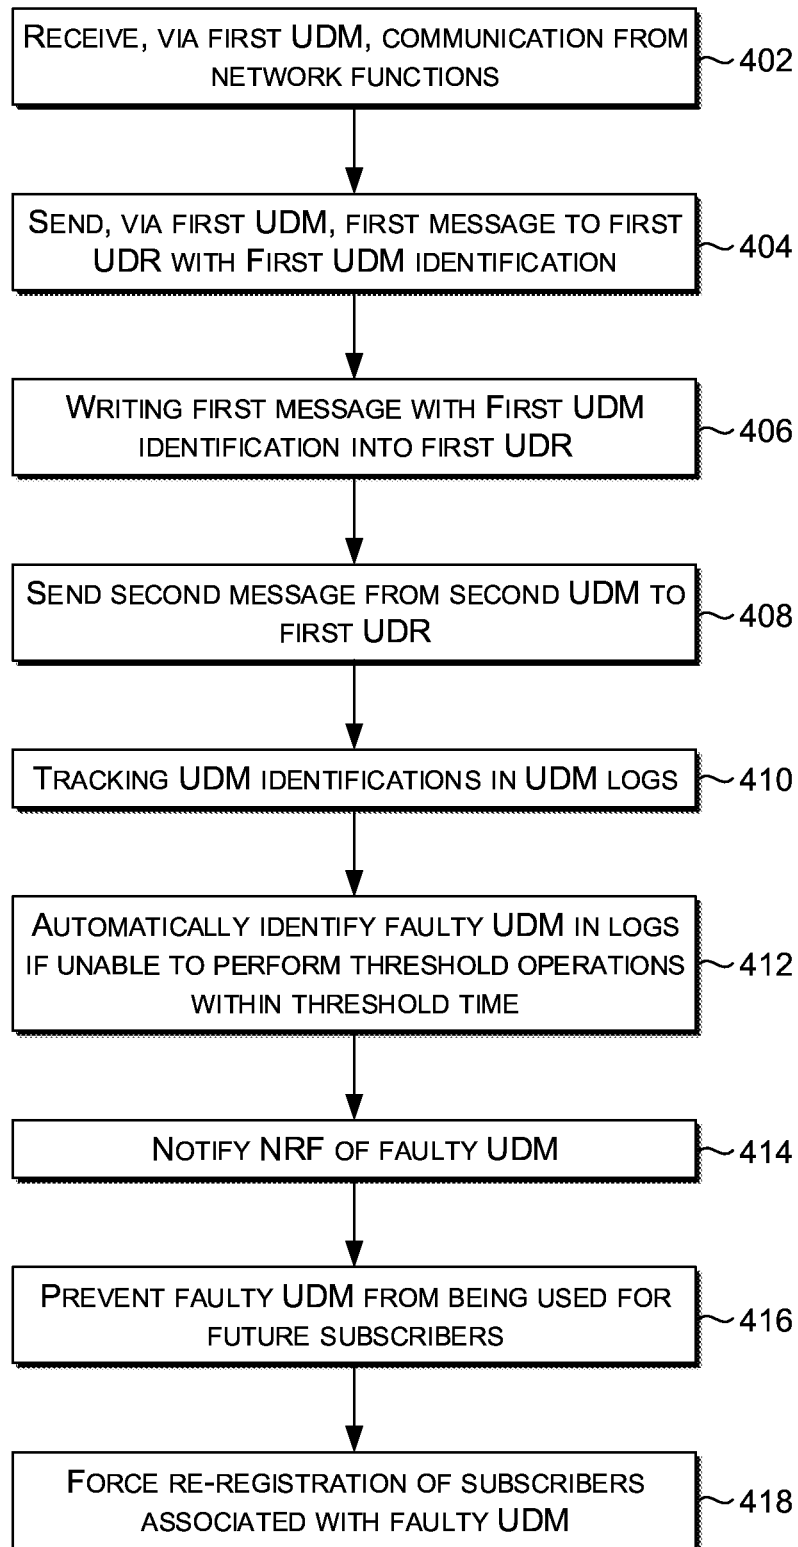 RECEIVE, VIA FIRST UDM, COMMUNICATION FROM
NETWORK FUNCTIONS
402
SEND, VIA FIRST UDM, FIRST MESSAGE TO FIRST
UDR WITH FIRST UDM IDENTIFICATION
404
WRITING FIRST MESSAGE WITH FIRST UDM
IDENTIFICATION INTO FIRST UDR
406
SEND SECOND MESSAGE FROM SECOND UDM TO
FIRST UDR
408
TRACKING UDM IDENTIFICATIONS IN UDM LOGS
410
AUTOMATICALLY IDENTIFY FAULTY UDM IN LOGS
IF UNABLE TO PERFORM THRESHOLD OPERATIONS
WITHIN THRESHOLD TIME
412
NOTIFY NRF OF FAULTY UDM
414
PREVENT FAULTY UDM FROM BEING USED FOR
FUTURE SUBSCRIBERS
416
FORCE RE-REGISTRATION OF SUBSCRIBERS
ASSOCIATED WITH FAULTY UDM
418